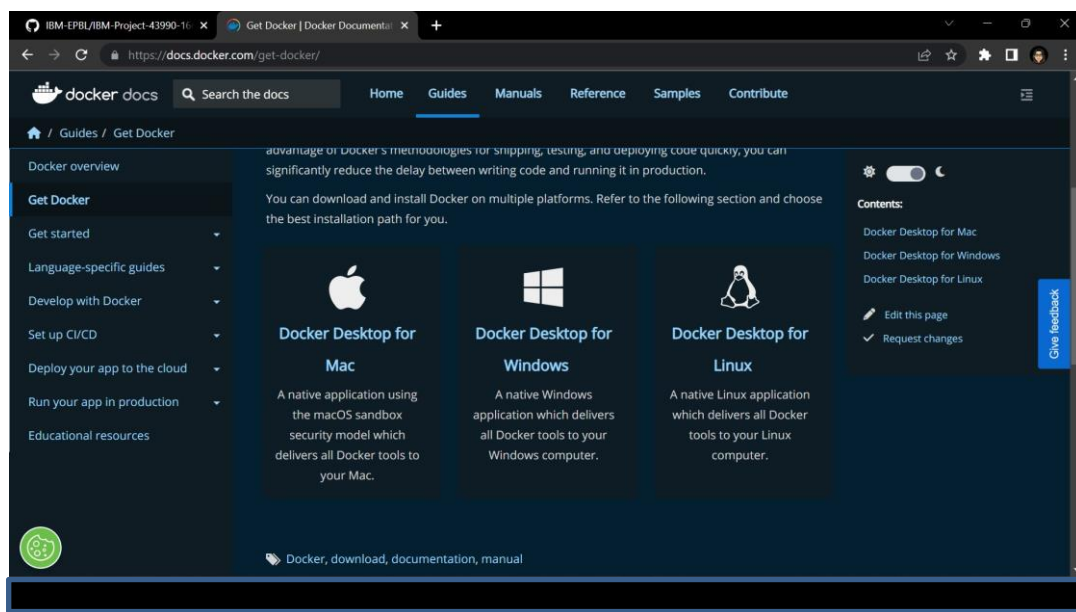 IBM-EPBL/IBM-Project-43990-16
Get Docker | Docker Documentat
https://docs.docker.com/get-docker/
docker docs
Search the docs
Home Guides Manuals Reference Samples Contribute
/ Guides / Get Docker
Docker overview
Get Docker
Get started
Language-specific guides
Develop with Docker
Set up CI/CD
Deploy your app to the cloud
Run your app in production
Educational resources
advantage of Docker's methodologies for shipping, testing, and deploying code quickly, you can
significantly reduce the delay between writing code and running it in production.
You can download and install Docker on multiple platforms. Refer to the following section and choose
the best installation path for you.
Docker Desktop for
Mac
A native application using
the macOS sandbox
security model which
delivers all Docker tools to
your Mac.
Docker Desktop for
Windows
A native Windows
application which delivers
all Docker tools to your
Windows computer.
Docker Desktop for
Linux
A native Linux application
which delivers all Docker
tools to your Linux
computer.
Docker, download, documentation, manual
Contents:
Docker Desktop for Mac
Docker Desktop for Windows
Docker Desktop for Linux
Edit this page
Request changes
Give feedback